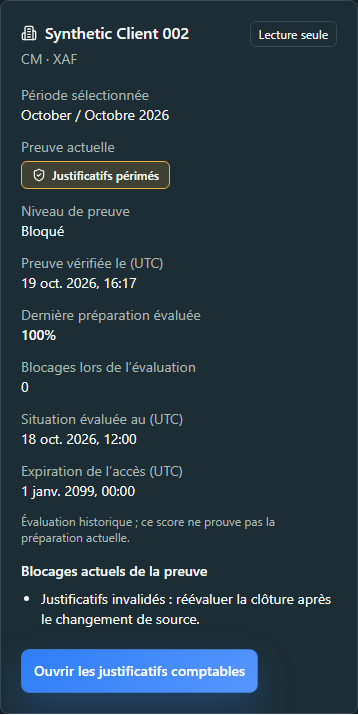 Synthetic Client 002
Lecture seule
CM · XAF
Période sélectionnée
October / Octobre 2026
Preuve actuelle
Justificatifs périmés
Niveau de preuve
Bloqué
Preuve vérifiée le (UTC)
19 oct. 2026, 16:17
Dernière préparation évaluée
100%
Blocages lors de l’évaluation
0
Situation évaluée au (UTC)
18 oct. 2026, 12:00
Expiration de l’accès (UTC)
1 janv. 2099, 00:00
Évaluation historique ; ce score ne prouve pas la
préparation actuelle.
Blocages actuels de la preuve
• Justificatifs invalidés : réévaluer la clôture après
le changement de source.
Ouvrir les justificatifs comptables